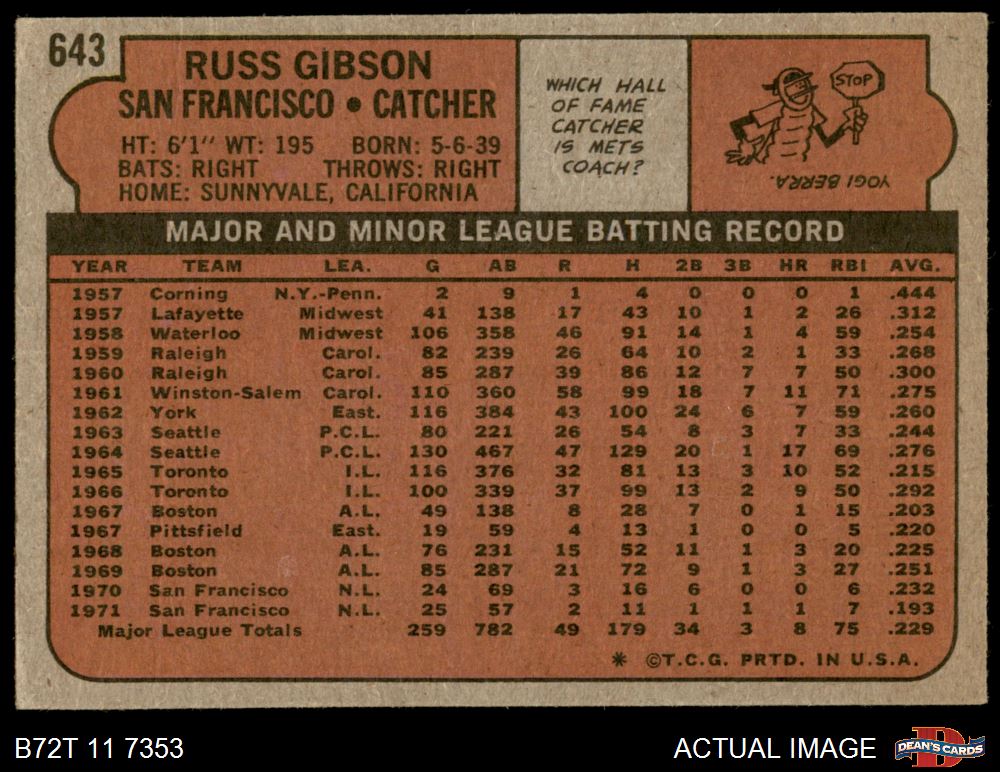 643
RUSS GIBSON
SAN FRANCISCO • CATCHER
HT: 6'1" WT: 195 BORN: 5-6-39
BATS: RIGHT THROWS: RIGHT
HOME: SUNNYVALE, CALIFORNIA
WHICH HALL
OF FAME
CATCHER
IS METS
COACH?
STOP
YOGI BERRA.
MAJOR AND MINOR LEAGUE BATTING RECORD
YEAR TEAM LEA. G AB R H 2B 3B HR RBI AVG.
1957 Corning N.Y.-Penn. 2 9 1 4 0 0 0 1 .444
1957 Lafayette Midwest 41 138 17 43 10 1 2 26 .312
1958 Waterloo Midwest 106 358 46 91 14 1 4 59 .254
1959 Raleigh Carol. 82 239 26 64 10 2 1 33 .268
1960 Raleigh Carol. 85 287 39 86 12 7 7 50 .300
1961 Winston-Salem Carol. 110 360 58 99 18 7 11 71 .275
1962 York East. 116 384 43 100 24 6 7 59 .260
1963 Seattle P.C.L. 80 221 26 54 8 3 7 33 .244
1964 Seattle P.C.L. 130 467 47 129 20 1 17 69 .276
1965 Toronto I.L. 116 376 32 81 13 3 10 52 .215
1966 Toronto I.L. 100 339 37 99 13 2 9 50 .292
1967 Boston A.L. 49 138 8 28 7 0 1 15 .203
1967 Pittsfield East. 19 59 4 13 1 0 0 5 .220
1968 Boston A.L. 76 231 15 52 11 1 3 20 .225
1969 Boston A.L. 85 287 21 72 9 1 3 27 .251
1970 San Francisco N.L. 24 69 3 16 6 0 0 6 .232
1971 San Francisco N.L. 25 57 2 11 1 1 1 7 .193
Major League Totals 259 782 49 179 34 3 8 75 .229
* ©T.C.G. PRTD. IN U.S.A.
B72T 11 7353
ACTUAL IMAGE
D
DEAN'S CARDS